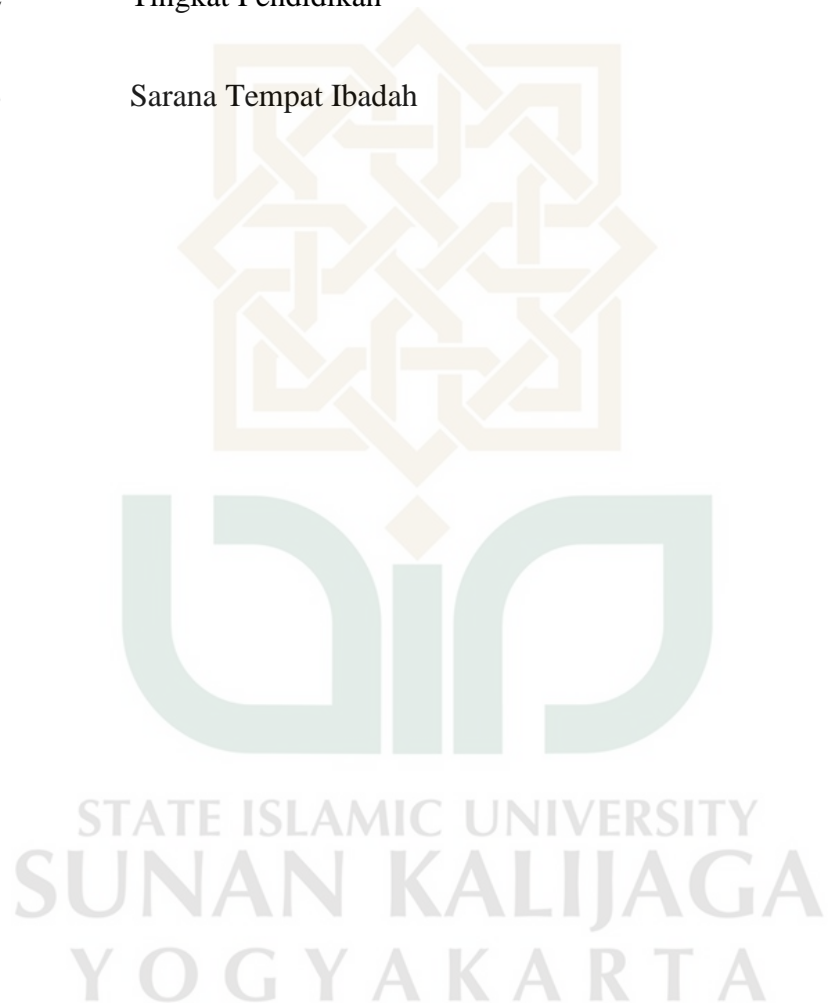 Tingkat Pendidikan
Sarana Tempat Ibadah
STATE ISLAMIC UNIVERSITY
SUNAN KALIJAGA
YOGYAKARTA